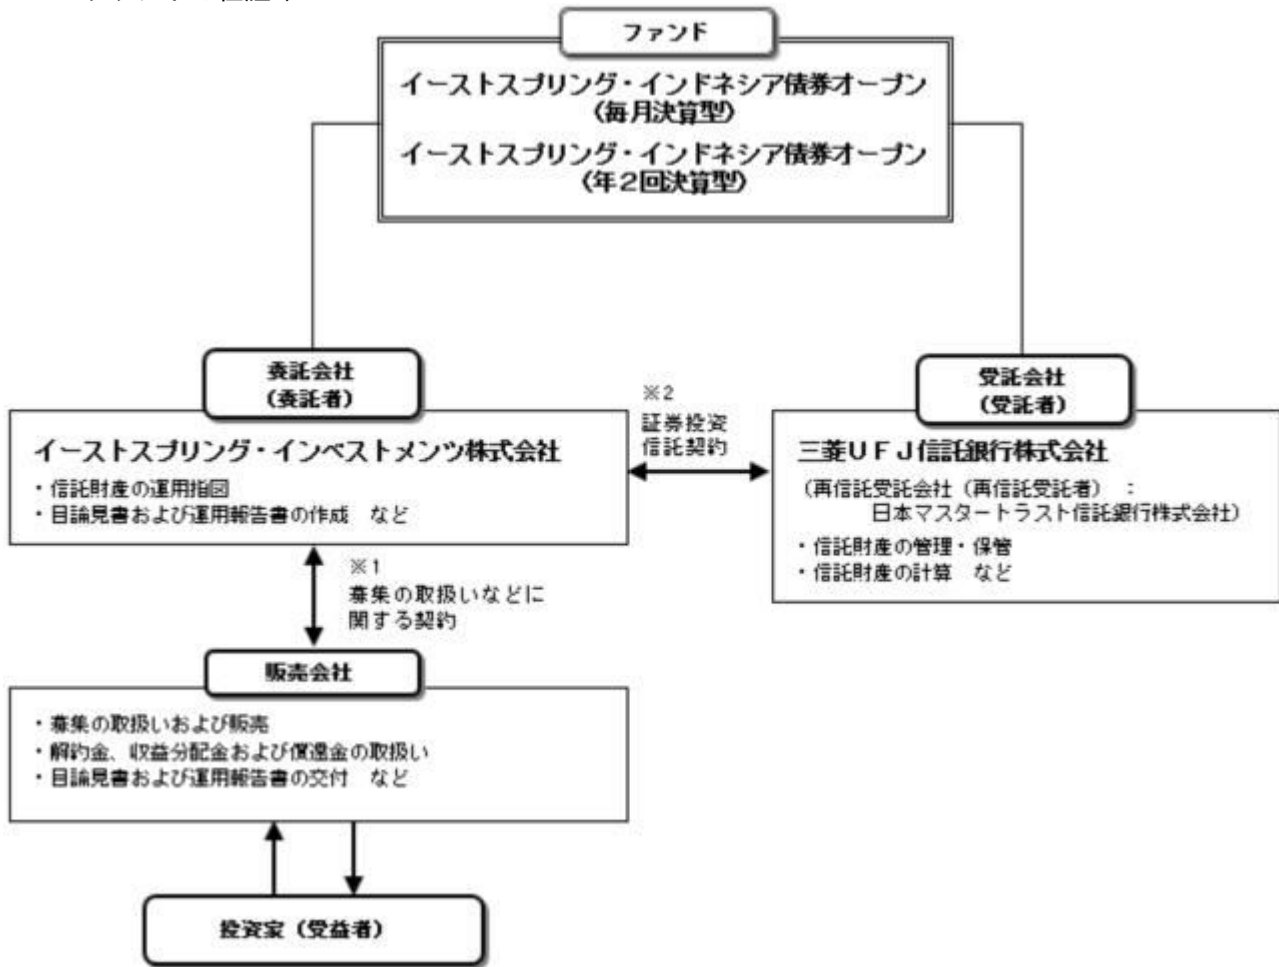 ファンド
イーストスプリング・インドネシア債券オープン
（毎月決算型）
イーストスプリング・インドネシア債券オープン
（年２回決算型）
委託会社
（委託者）
イーストスプリング・インベストメンツ株式会社
・信託財産の運用指図
・目論見書および運用報告書の作成　など
※2
証券投資
信託契約
受託会社
（受託者）
三菱ＵＦＪ信託銀行株式会社
（再信託受託会社（再信託受託者）：
日本マスタートラスト信託銀行株式会社）
・信託財産の管理・保管
・信託財産の計算　など
※1
募集の取扱いなどに
関する契約
販売会社
・募集の取扱いおよび販売
・解約金、収益分配金および償還金の取扱い
・目論見書および運用報告書の交付　など
投資家（受益者）